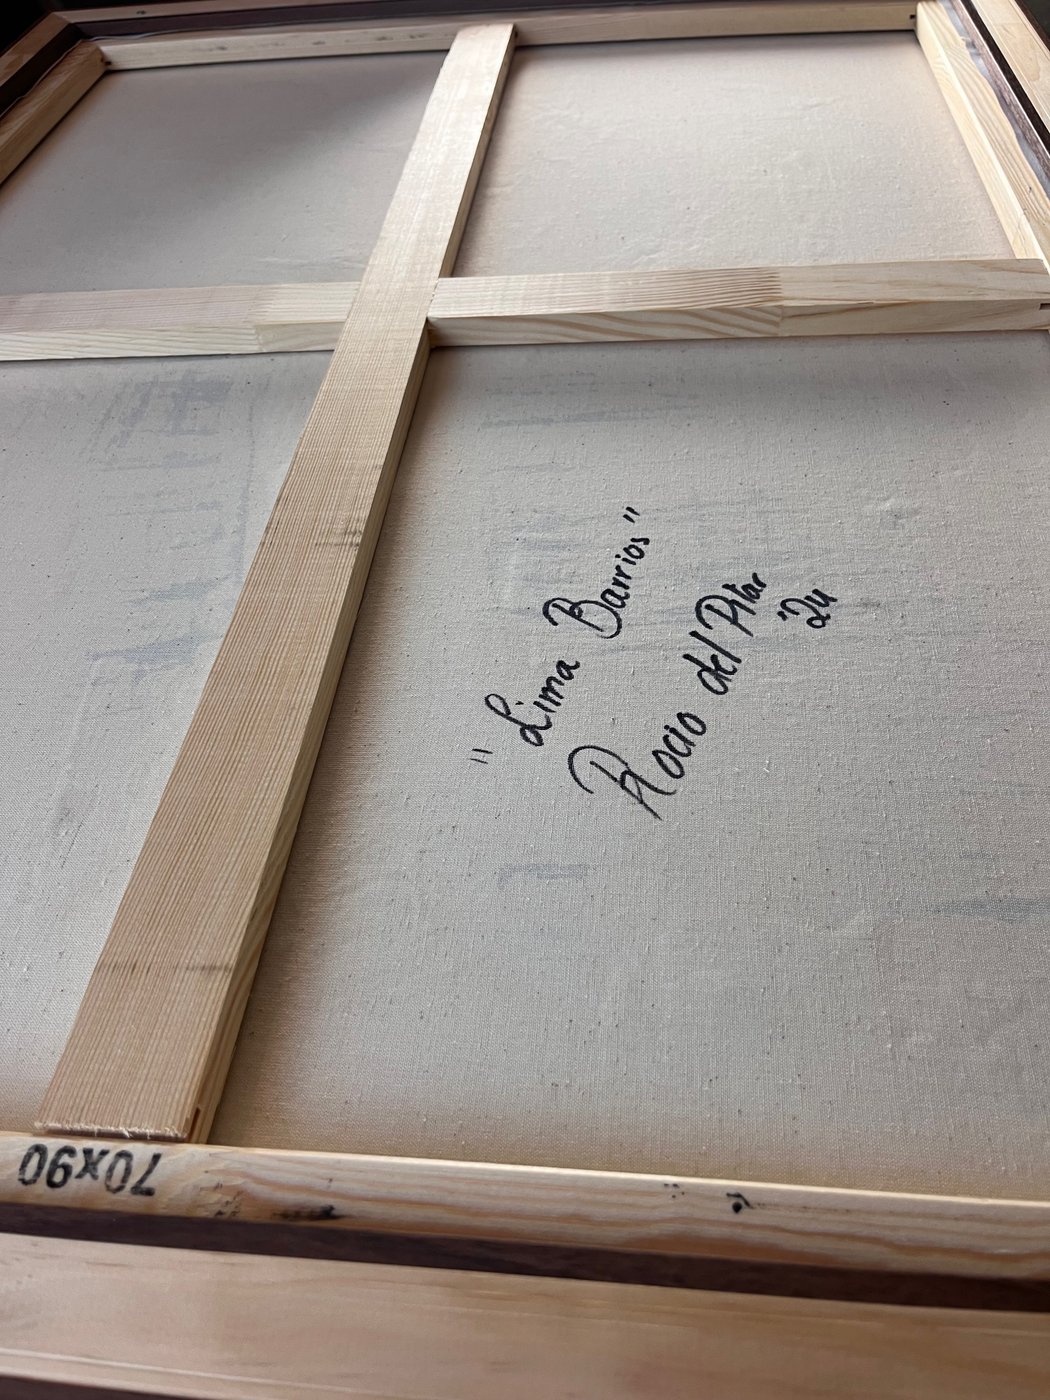 "Lima Barrios"
Rocio del Pilar
'24
70x90